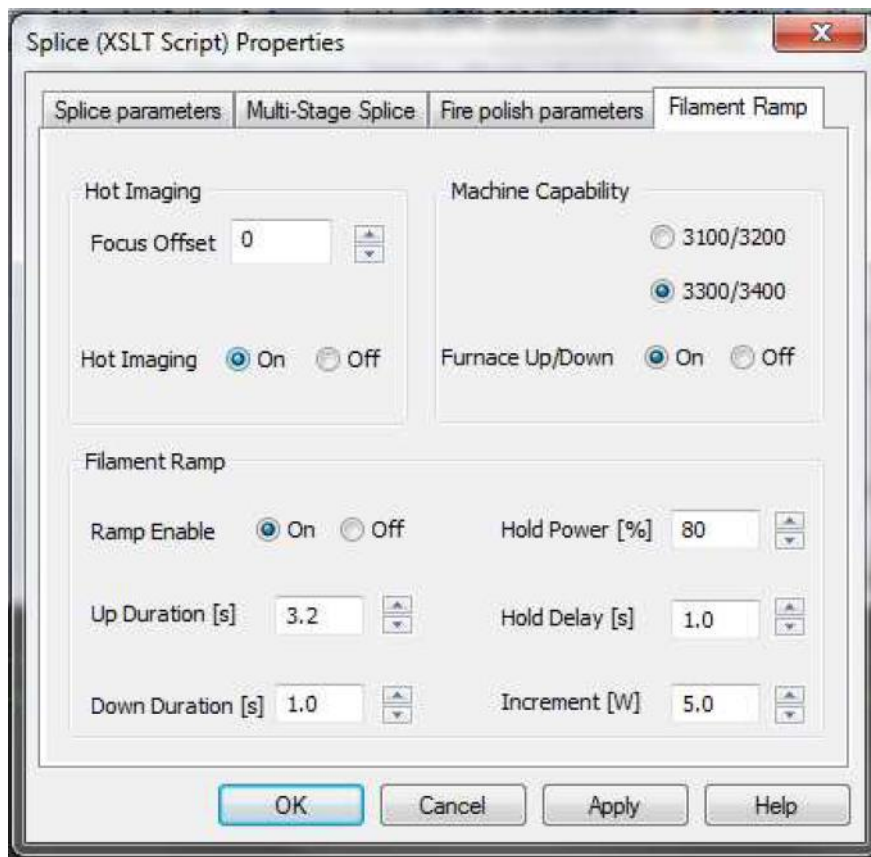 Splice (XSLT Script) Properties
X
Splice parameters Multi-Stage Splice Fire polish parameters Filament Ramp
Hot Imaging
Focus Offset 0
Hot Imaging On Off
Machine Capability
3100/3200
3300/3400
Furnace Up/Down On Off
Filament Ramp
Ramp Enable On Off Hold Power [%] 80
Up Duration [s] 3.2 Hold Delay [s] 1.0
Down Duration [s] 1.0 Increment [W] 5.0
OK Cancel Apply Help